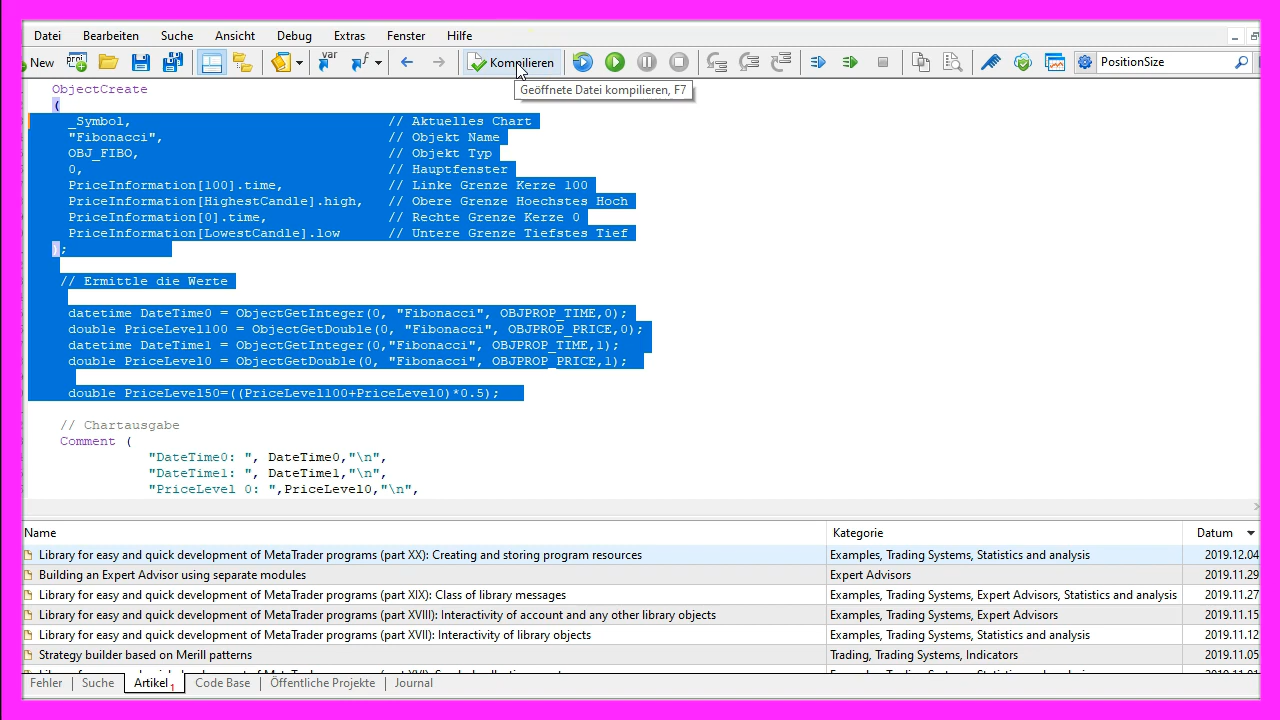 Datei Bearbeiten Suche Ansicht Debug Extras Fenster Hilfe
New Kompilieren PositionSize
Geöffnete Datei kompilieren, F7
ObjectCreate
(
_Symbol, // Aktuelles Chart
"Fibonacci", // Objekt Name
OBJ_FIBO, // Objekt Typ
0, // Hauptfenster
PriceInformation[100].time, // Linke Grenze Kerze 100
PriceInformation[HighestCandle].high, // Obere Grenze Hoechstes Hoch
PriceInformation[0].time, // Rechte Grenze Kerze 0
PriceInformation[LowestCandle].low // Untere Grenze Tiefstes Tief
);
// Ermittle die Werte
datetime DateTime0 = ObjectGetInteger(0, "Fibonacci", OBJPROP_TIME,0);
double PriceLevel100 = ObjectGetDouble(0, "Fibonacci", OBJPROP_PRICE,0);
datetime DateTime1 = ObjectGetInteger(0,"Fibonacci", OBJPROP_TIME,1);
double PriceLevel0 = ObjectGetDouble(0, "Fibonacci", OBJPROP_PRICE,1);
double PriceLevel50=((PriceLevel100+PriceLevel0)*0.5);
// Chartausgabe
Comment (
"DateTime0: ", DateTime0,"\n",
"DateTime1: ", DateTime1,"\n",
"PriceLevel 0: ",PriceLevel0,"\n",
Name Kategorie Datum
Library for easy and quick development of MetaTrader programs (part XX): Creating and storing program resources Examples, Trading Systems, Statistics and analysis 2019.12.04
Building an Expert Advisor using separate modules Expert Advisors 2019.11.29
Library for easy and quick development of MetaTrader programs (part XIX): Class of library messages Examples, Trading Systems, Expert Advisors, Statistics and analysis 2019.11.27
Library for easy and quick development of MetaTrader programs (part XVIII): Interactivity of account and any other library objects Examples, Trading Systems, Expert Advisors 2019.11.15
Library for easy and quick development of MetaTrader programs (part XVII): Interactivity of library objects Examples, Trading Systems, Statistics and analysis 2019.11.12
Strategy builder based on Merill patterns Trading, Trading Systems, Indicators 2019.11.05
Fehler Suche Artikel 1 Code Base Öffentliche Projekte Journal